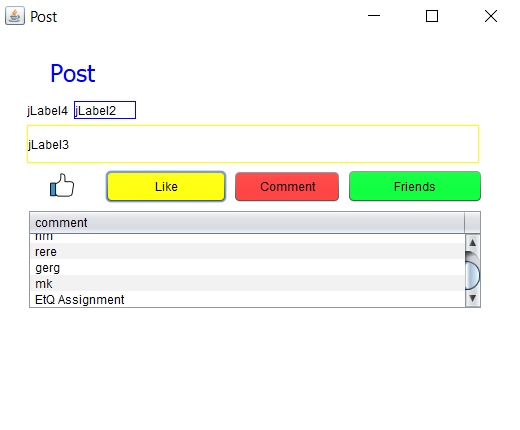 Post
Post
jLabel4 jLabel2
jLabel3
Like Comment Friends
comment
rere
gerg
mk
EtQ Assignment